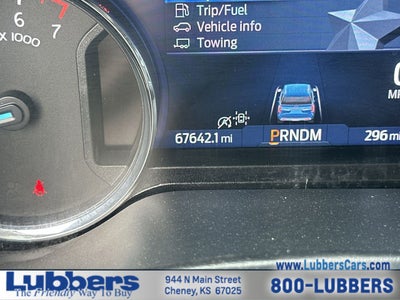 Trip/Fuel
Vehicle info
Towing
6
7
X 1000
67642.1 mi
PRNDM
296 mi
Lubbers
The Friendly Way To Buy
944 N Main Street
Cheney, KS 67025
www.LubbersCars.com
800-LUBBERS